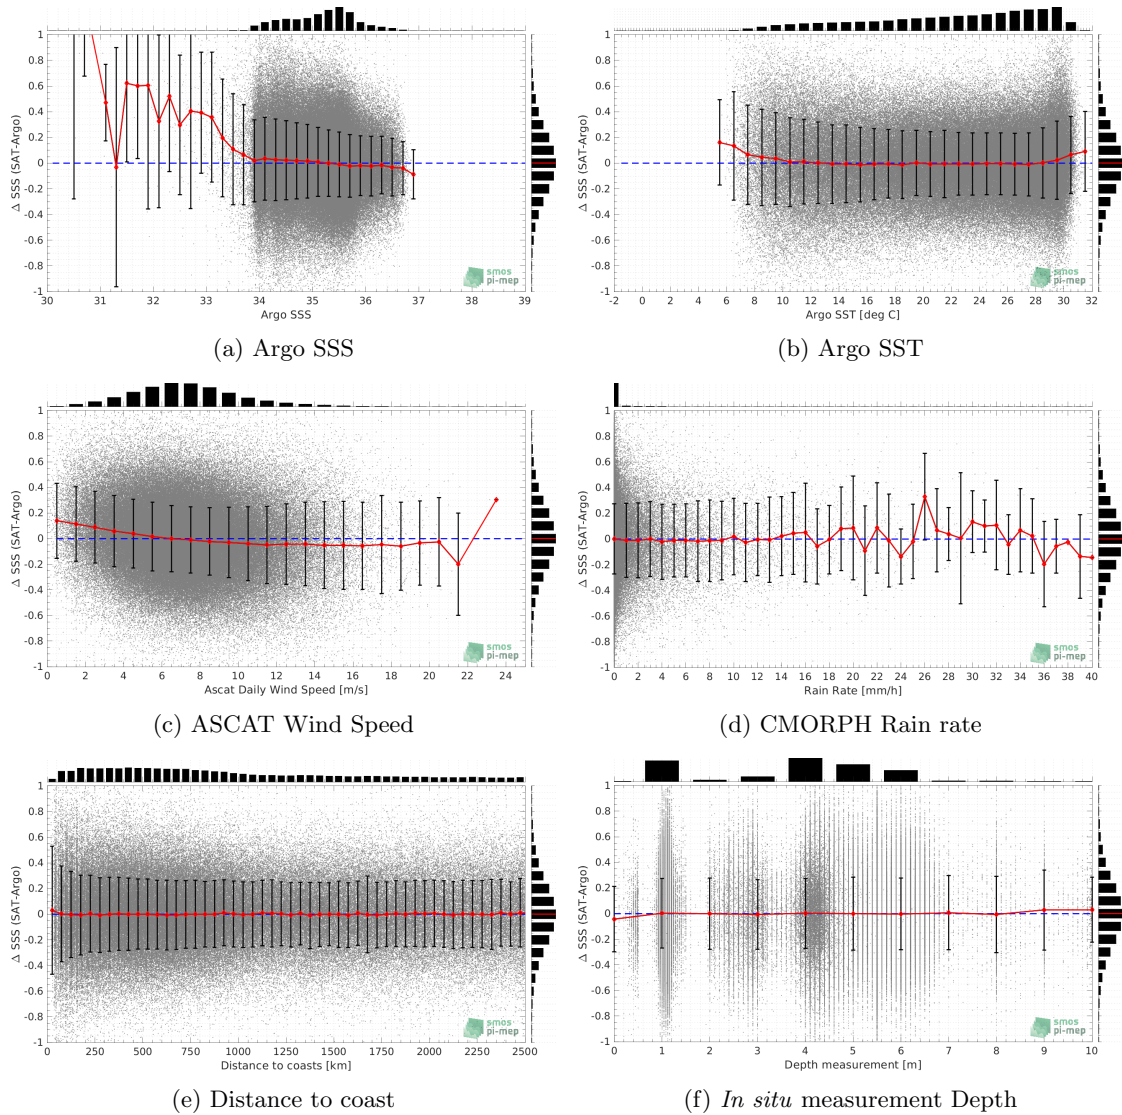 1
0.8
0.6
0.4
0.2
0
-0.2
-0.4
-0.6
-0.8
-1
Δ SSS (SAT-Argo)
30 31 32 33 34 35 36 37 38 39
Argo SSS
smos
pi-mep
(a) Argo SSS
1
0.8
0.6
0.4
0.2
0
-0.2
-0.4
-0.6
-0.8
-1
Δ SSS (SAT-Argo)
-2 0 2 4 6 8 10 12 14 16 18 20 22 24 26 28 30 32
Argo SST [deg C]
smos
pi-mep
(b) Argo SST
1
0.8
0.6
0.4
0.2
0
-0.2
-0.4
-0.6
-0.8
-1
Δ SSS (SAT-Argo)
0 2 4 6 8 10 12 14 16 18 20 22 24
Ascat Daily Wind Speed [m/s]
smos
pi-mep
(c) ASCAT Wind Speed
1
0.8
0.6
0.4
0.2
0
-0.2
-0.4
-0.6
-0.8
-1
Δ SSS (SAT-Argo)
0 2 4 6 8 10 12 14 16 18 20 22 24 26 28 30 32 34 36 38 40
Rain Rate [mm/h]
smos
pi-mep
(d) CMORPH Rain rate
1
0.8
0.6
0.4
0.2
0
-0.2
-0.4
-0.6
-0.8
-1
Δ SSS (SAT-Argo)
0 250 500 750 1000 1250 1500 1750 2000 2250 2500
Distance to coasts [km]
smos
pi-mep
(e) Distance to coast
1
0.8
0.6
0.4
0.2
0
-0.2
-0.4
-0.6
-0.8
-1
Δ SSS (SAT-Argo)
0 1 2 3 4 5 6 7 8 9 10
Depth measurement [m]
smos
pi-mep
(f) In situ measurement Depth